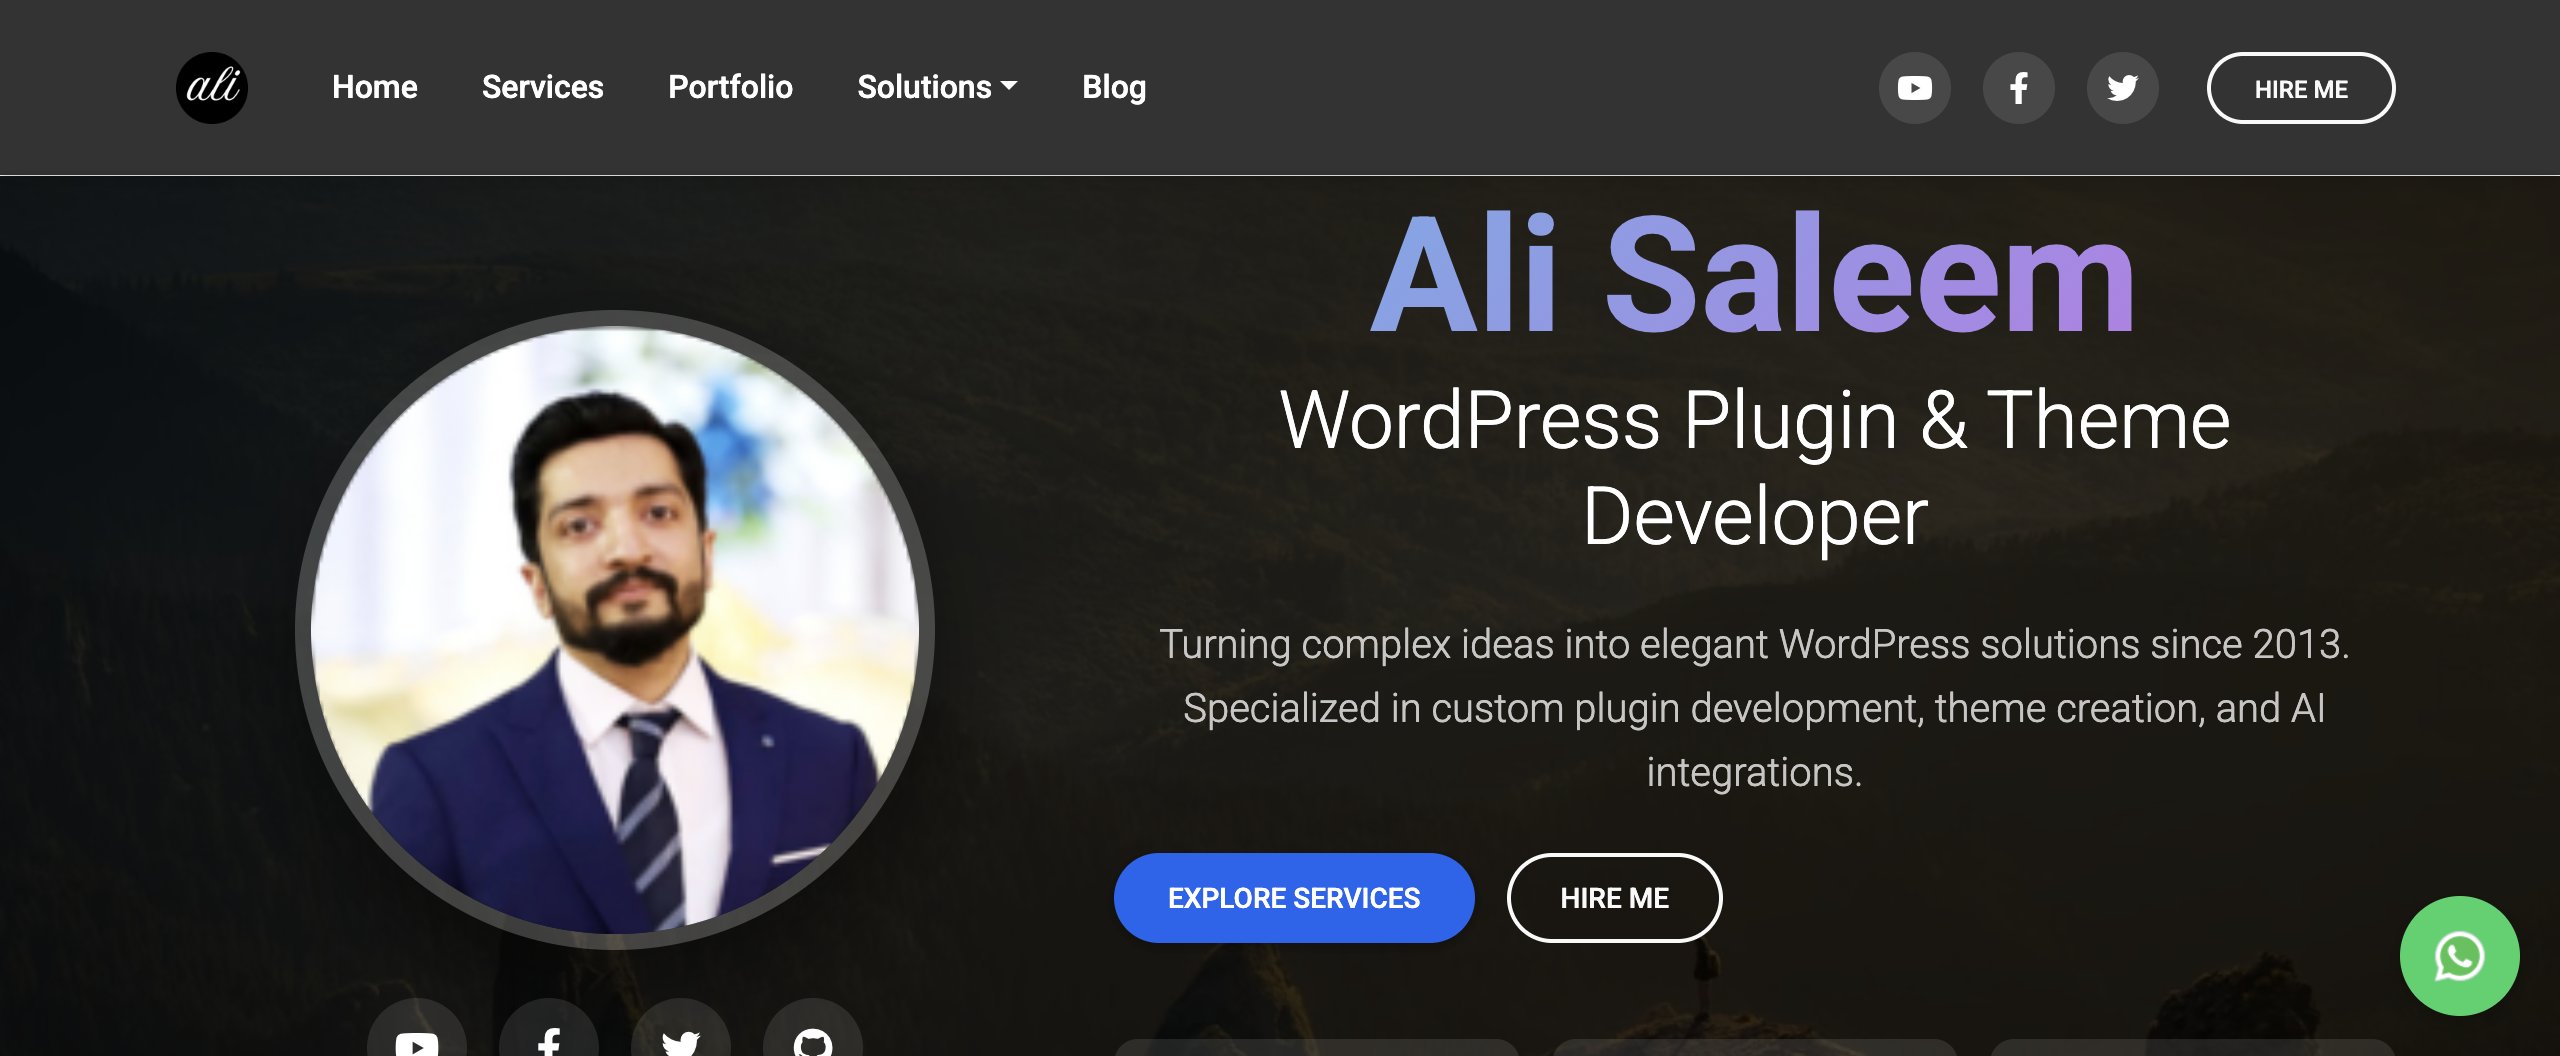 ali
Home
Services
Portfolio
Solutions
Blog
HIRE ME
Ali Saleem
WordPress Plugin & Theme
Developer
Turning complex ideas into elegant WordPress solutions since 2013.
Specialized in custom plugin development, theme creation, and AI
integrations.
EXPLORE SERVICES
HIRE ME